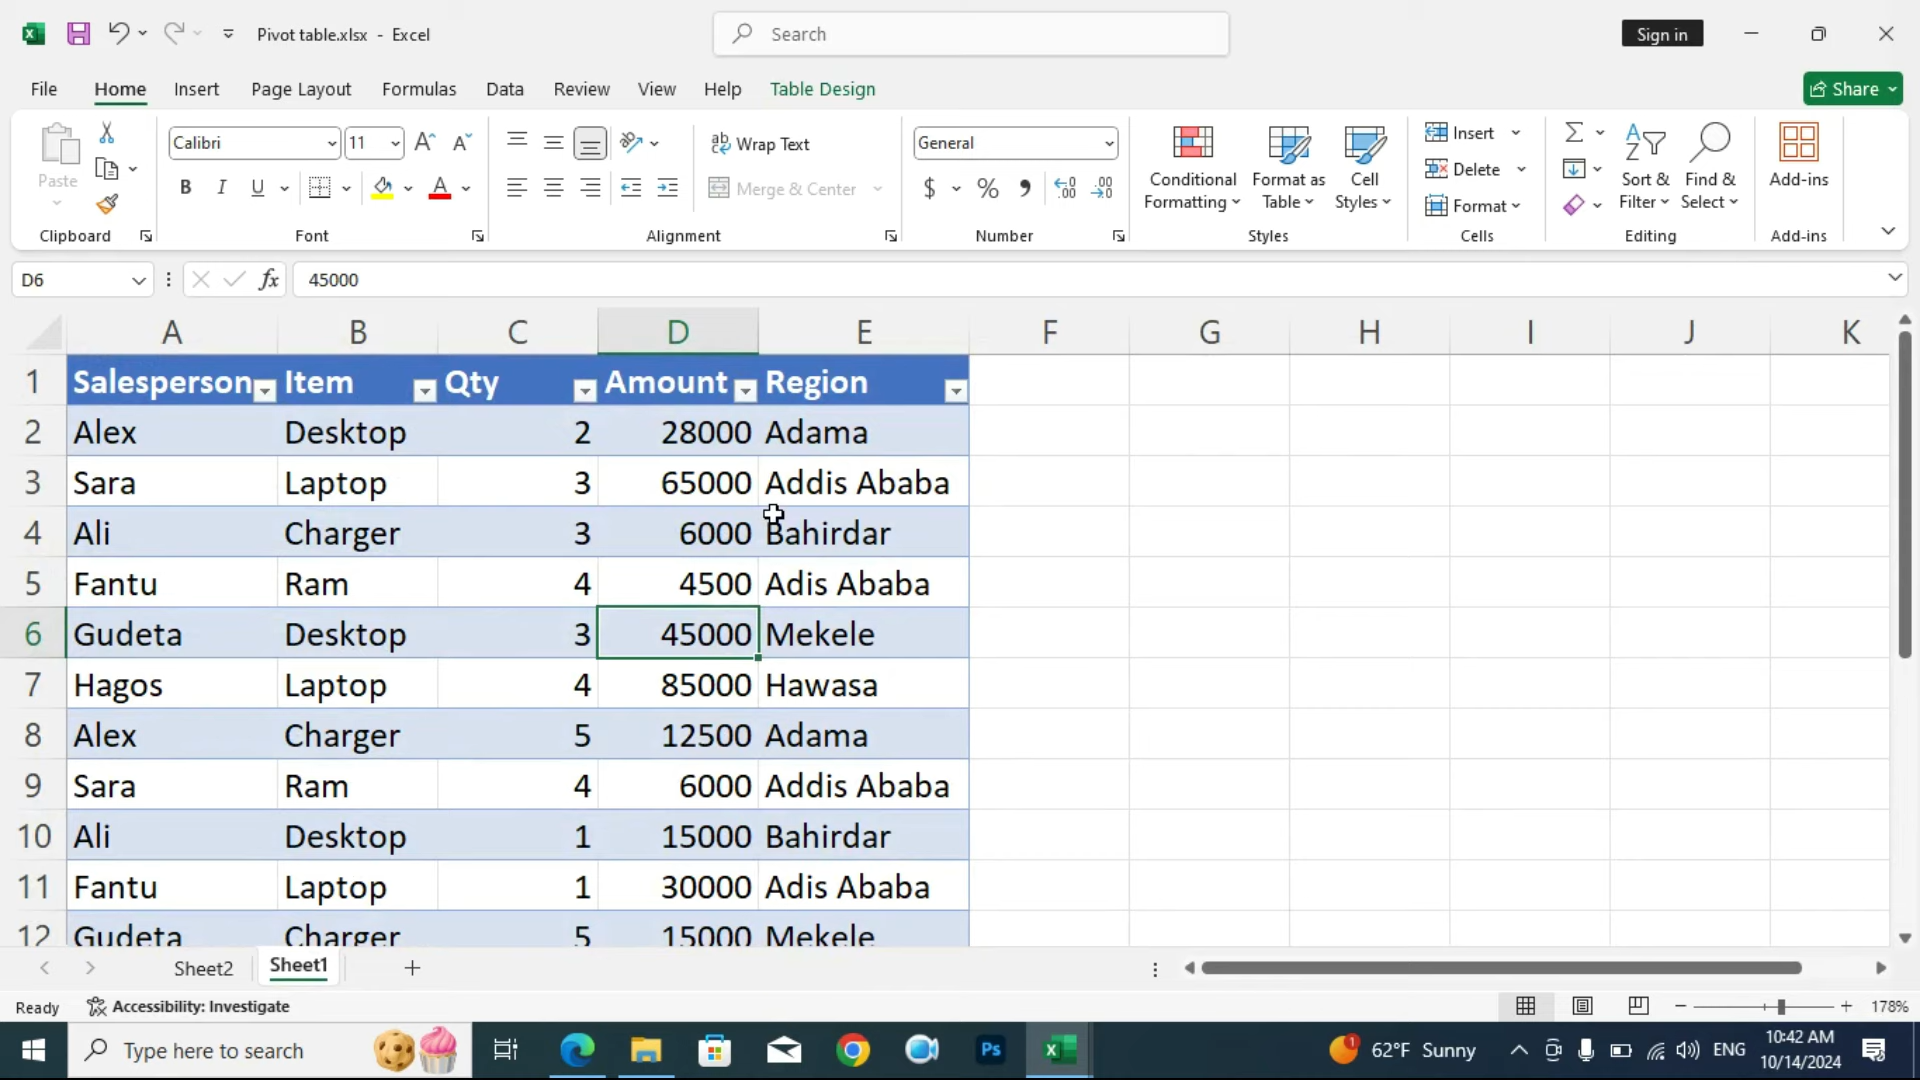 Pivot table.xlsx - Excel
Search
Sign in
File Home Insert Page Layout Formulas Data Review View Help Table Design
Share
Paste
Calibri 11
B I U A
ab Wrap Text
Merge & Center
General
$ % ,
Conditional Formatting
Format as Table
Cell Styles
Insert
Delete
Format
Sort & Filter
Find & Select
Add-ins
Clipboard Font Alignment Number Styles Cells Editing Add-ins
D6 fx 45000
A B C D E F G H I J K
1 Salesperson Item Qty Amount Region
2 Alex Desktop 2 28000 Adama
3 Sara Laptop 3 65000 Addis Ababa
4 Ali Charger 3 6000 Bahirdar
5 Fantu Ram 4 4500 Adis Ababa
6 Gudeta Desktop 3 45000 Mekele
7 Hagos Laptop 4 85000 Hawasa
8 Alex Charger 5 12500 Adama
9 Sara Ram 4 6000 Addis Ababa
10 Ali Desktop 1 15000 Bahirdar
11 Fantu Laptop 1 30000 Adis Ababa
12 Gudeta Charger 5 15000 Mekele
Sheet2 Sheet1
Ready Accessibility: Investigate 178%
Type here to search Ps 1 62°F Sunny ENG 10:42 AM
10/14/2024